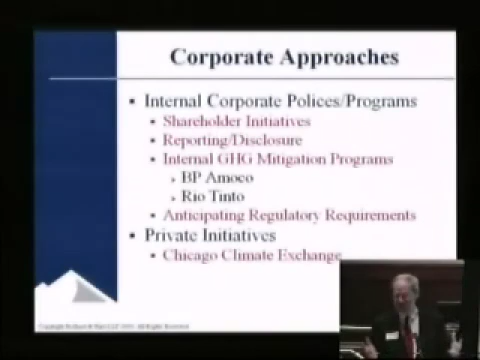 Corporate Approaches
Internal Corporate Polices/Programs
Shareholder Initiatives
Reporting/Disclosure
Internal GHG Mitigation Programs
BP Amoco
Rio Tinto
Anticipating Regulatory Requirements
Private Initiatives
Chicago Climate Exchange